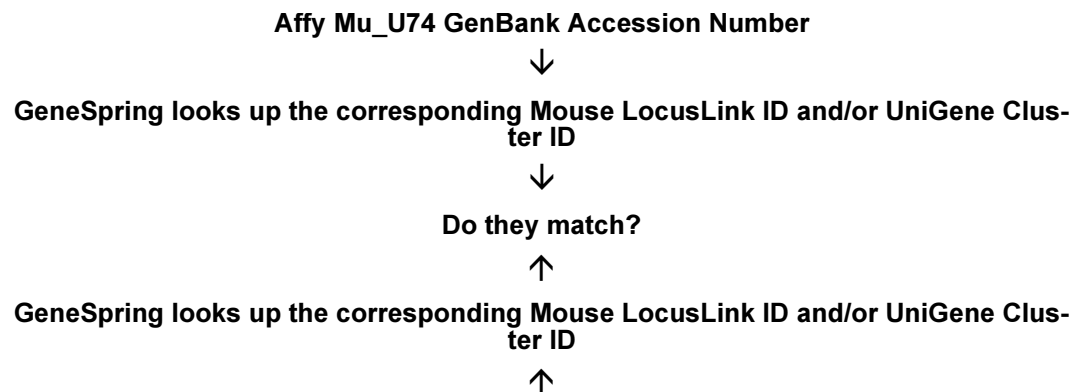 Affy Mu_U74 GenBank Accession Number
↓
GeneSpring looks up the corresponding Mouse LocusLink ID and/or UniGene Clus-
ter ID
↓
Do they match?
↑
GeneSpring looks up the corresponding Mouse LocusLink ID and/or UniGene Clus-
ter ID
↑